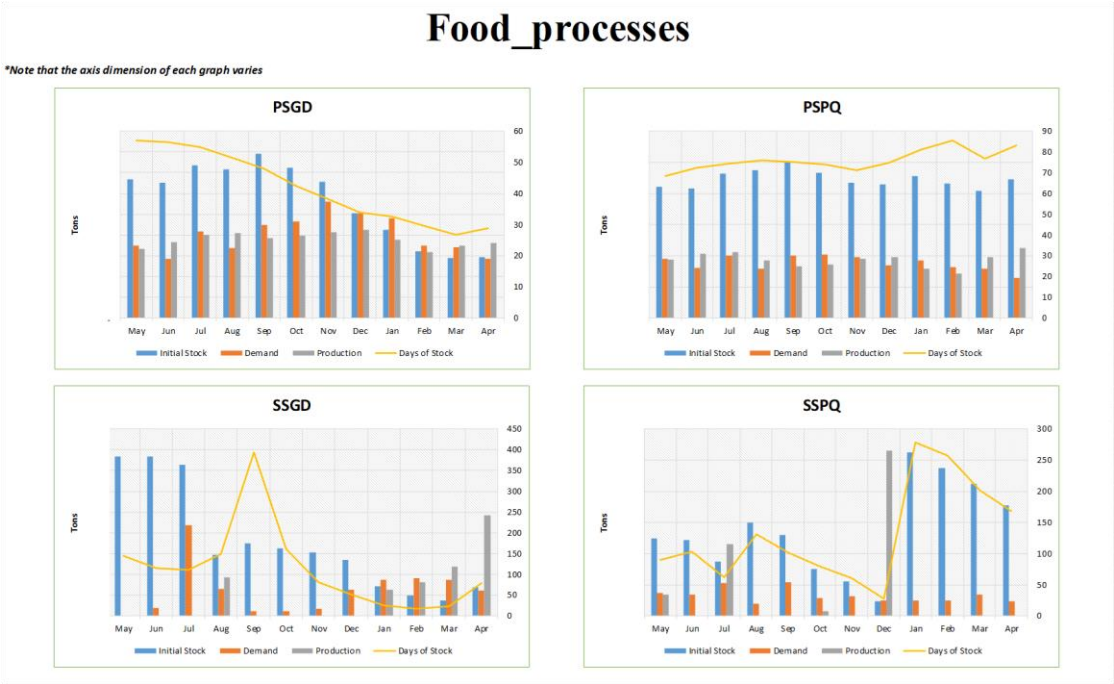 Food_processes
*Note that the axis dimension of each graph varies
PSGD
60
50
40
30
20
10
0
Tons
May Jun Jul Aug Sep Oct Nov Dec Jan Feb Mar Apr
Initial Stock Demand Production Days of Stock
PSPQ
90
80
70
60
50
40
30
20
10
0
Tons
May Jun Jul Aug Sep Oct Nov Dec Jan Feb Mar Apr
Initial Stock Demand Production Days of Stock
SSGD
450
400
350
300
250
200
150
100
50
0
Tons
May Jun Jul Aug Sep Oct Nov Dec Jan Feb Mar Apr
Initial Stock Demand Production Days of Stock
SSPQ
300
250
200
150
100
50
0
Tons
May Jun Jul Aug Sep Oct Nov Dec Jan Feb Mar Apr
Initial Stock Demand Production Days of Stock